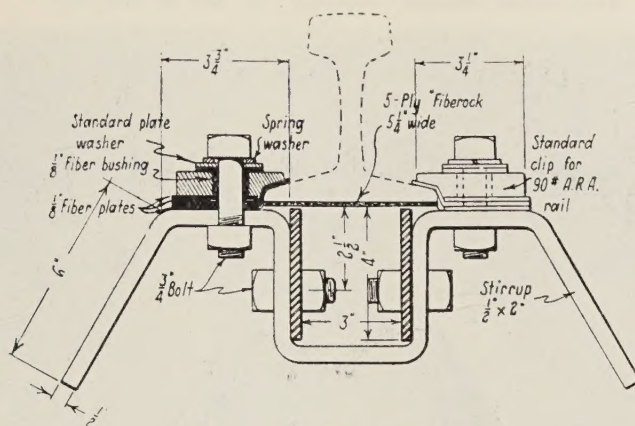 3 3/4"
3 1/4"
5-Ply "Fiberock
5 1/4" wide
Standard plate
washer
Spring
washer
1/8" Fiber bushing
1/8" Fiber plates
Standard
clip for
90# A.R.A.
rail
6"
2 1/2"
4"
3/4" Bolt
3"
Stirrup
1/2" x 2"
1/2"